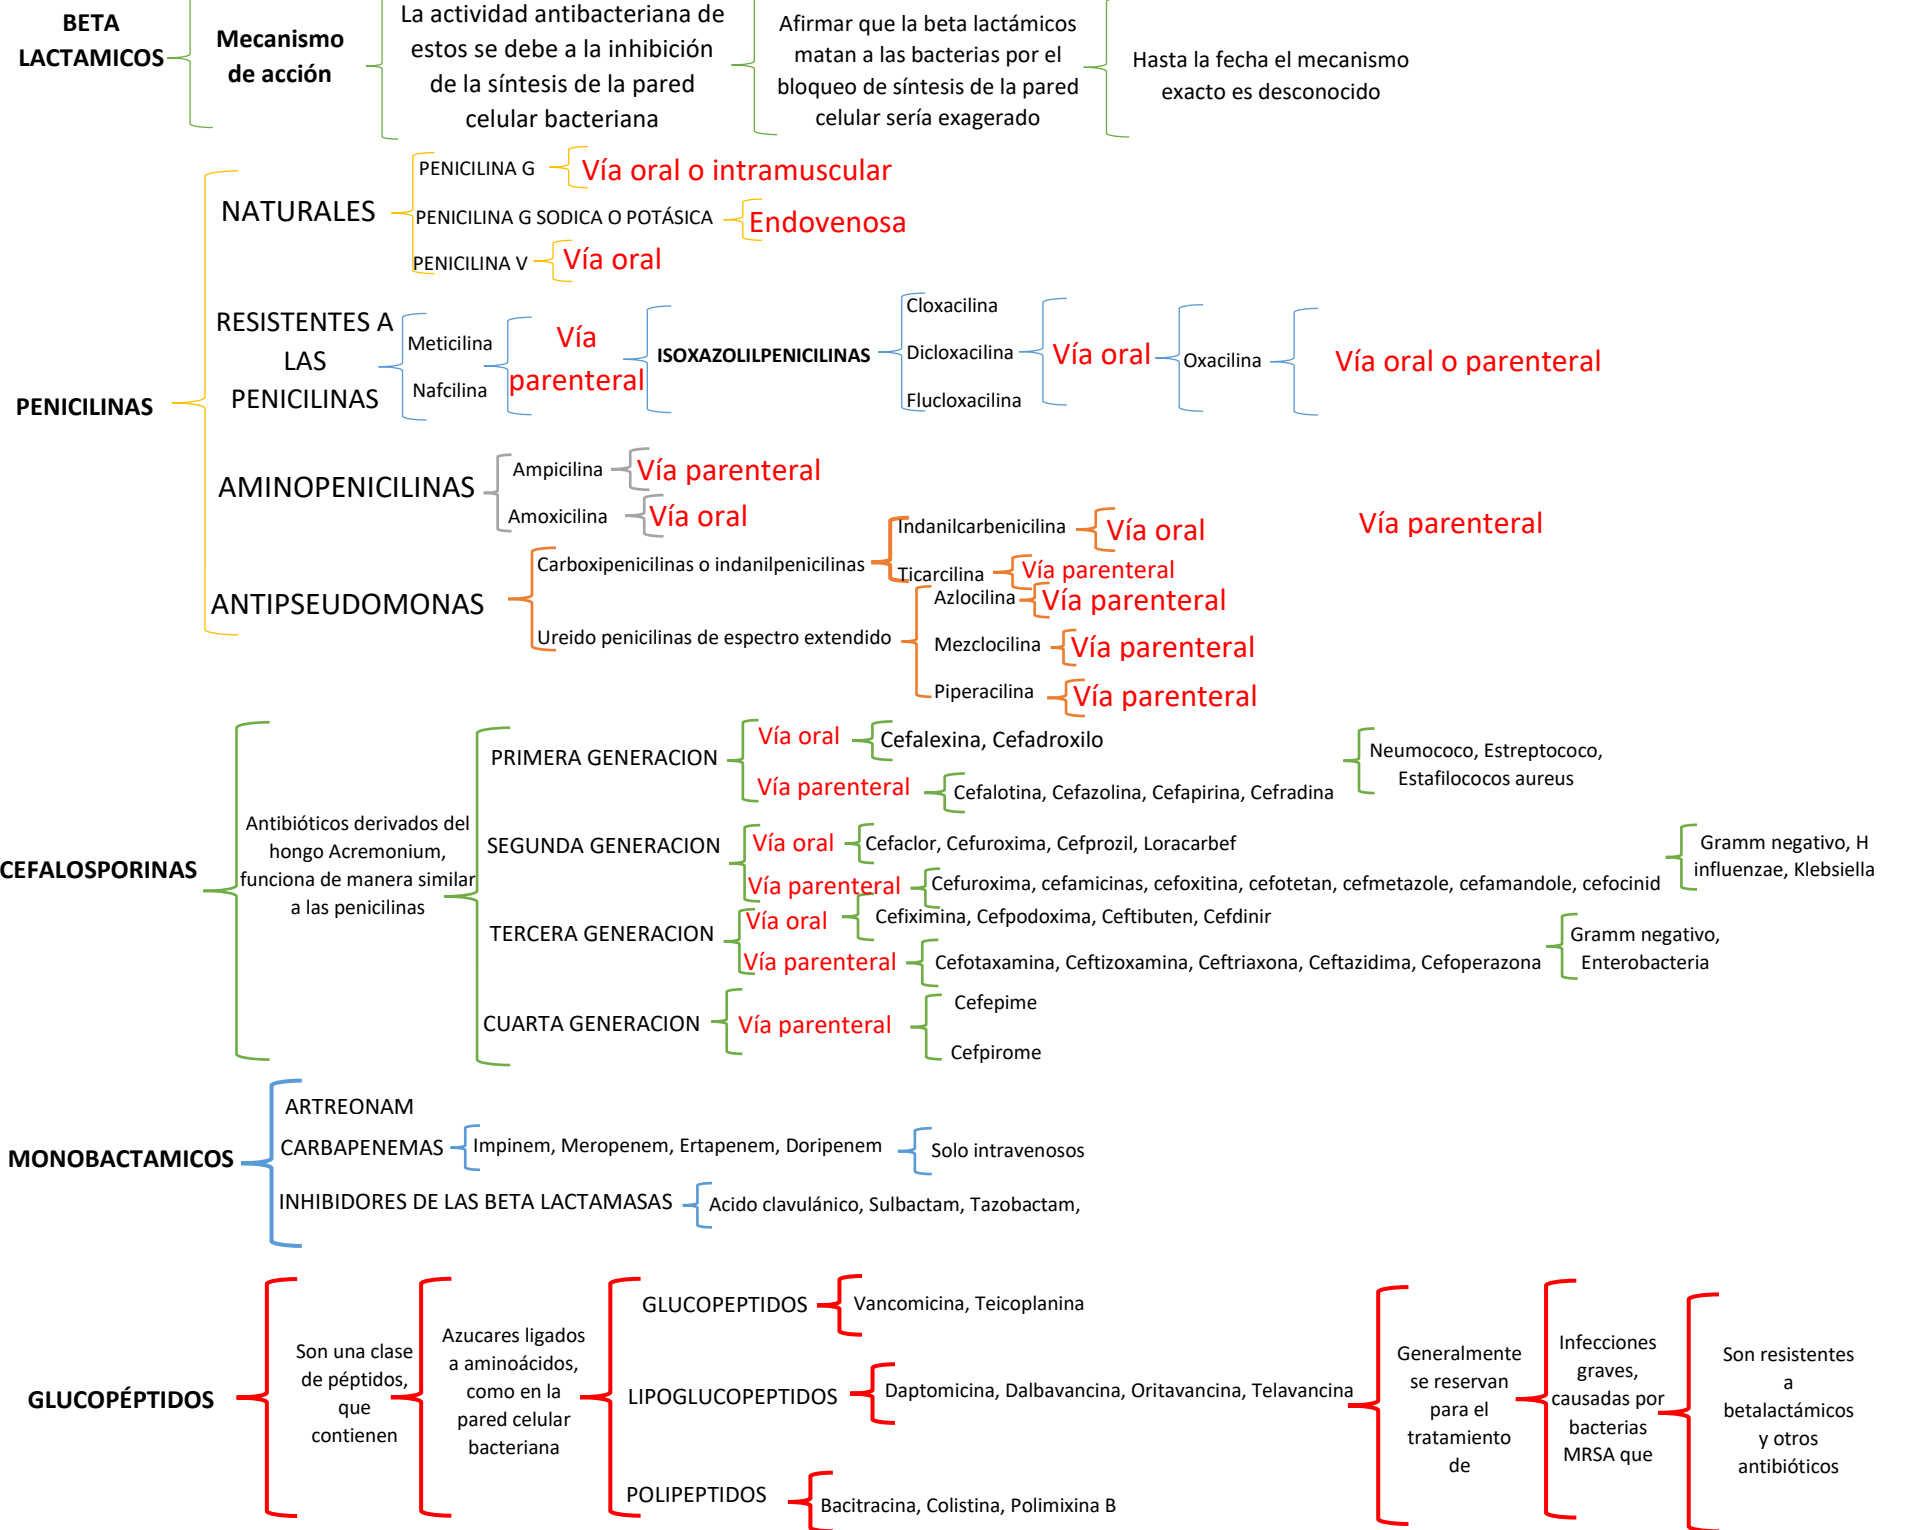 BETA
LACTAMICOS
Mecanismo
de acción
La actividad antibacteriana de
estos se debe a la inhibición
de la síntesis de la pared
celular bacteriana
Afirmar que la beta lactámicos
matan a las bacterias por el
bloqueo de síntesis de la pared
celular sería exagerado
Hasta la fecha el mecanismo
exacto es desconocido
PENICILINAS
NATURALES
PENICILINA G
Vía oral o intramuscular
PENICILINA G SODICA O POTÁSICA
Endovenosa
PENICILINA V
Vía oral
RESISTENTES A
LAS
PENICILINAS
Meticilina
Nafcilina
Vía
parenteral
ISOXAZOLILPENICILINAS
Cloxacilina
Dicloxacilina
Flucloxacilina
Vía oral
Oxacilina
Vía oral o parenteral
AMINOPENICILINAS
Ampicilina
Vía parenteral
Amoxicilina
Vía oral
ANTIPSEUDOMONAS
Carboxipenicilinas o indanilpenicilinas
Indanilcarbenicilina
Vía oral
Vía parenteral
Ticarcilina
Vía parenteral
Ureido penicilinas de espectro extendido
Azlocilina
Vía parenteral
Mezclocilina
Vía parenteral
Piperacilina
Vía parenteral
CEFALOSPORINAS
Antibióticos derivados del
hongo Acremonium,
funciona de manera similar
a las penicilinas
PRIMERA GENERACION
Vía oral
Cefalexina, Cefadroxilo
Vía parenteral
Cefalotina, Cefazolina, Cefapirina, Cefradina
Neumococo, Estreptococo,
Estafilococos aureus
SEGUNDA GENERACION
Vía oral
Cefaclor, Cefuroxima, Cefprozil, Loracarbef
Vía parenteral
Cefuroxima, cefamicinas, cefoxitina, cefotetan, cefmetazole, cefamandole, cefocinid
Gramm negativo, H
influenzae, Klebsiella
TERCERA GENERACION
Vía oral
Cefiximina, Cefpodoxima, Ceftibuten, Cefdinir
Vía parenteral
Cefotaxamina, Ceftizoxamina, Ceftriaxona, Ceftazidima, Cefoperazona
Gramm negativo,
Enterobacteria
CUARTA GENERACION
Vía parenteral
Cefepime
Cefpirome
MONOBACTAMICOS
ARTREONAM
CARBAPENEMAS
Impinem, Meropenem, Ertapenem, Doripenem
Solo intravenosos
INHIBIDORES DE LAS BETA LACTAMASAS
Acido clavulánico, Sulbactam, Tazobactam,
GLUCOPÉPTIDOS
Son una clase
de péptidos,
que
contienen
Azucares ligados
a aminoácidos,
como en la
pared celular
bacteriana
GLUCOPEPTIDOS
Vancomicina, Teicoplanina
LIPOGLUCOPEPTIDOS
Daptomicina, Dalbavancina, Oritavancina, Telavancina
POLIPEPTIDOS
Bacitracina, Colistina, Polimixina B
Generalmente
se reservan
para el
tratamiento
de
Infecciones
graves,
causadas por
bacterias
MRSA que
Son resistentes
a
betalactámicos
y otros
antibióticos